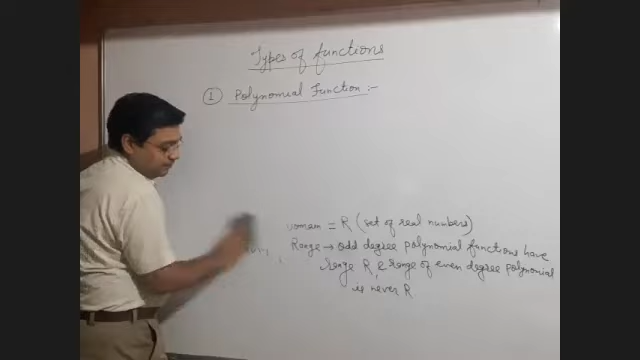 Types of functions
① Polynomial Function :-
Domain = R (set of real numbers)
Range → odd degree polynomial functions have
range R, & range of even degree polynomial
is never R